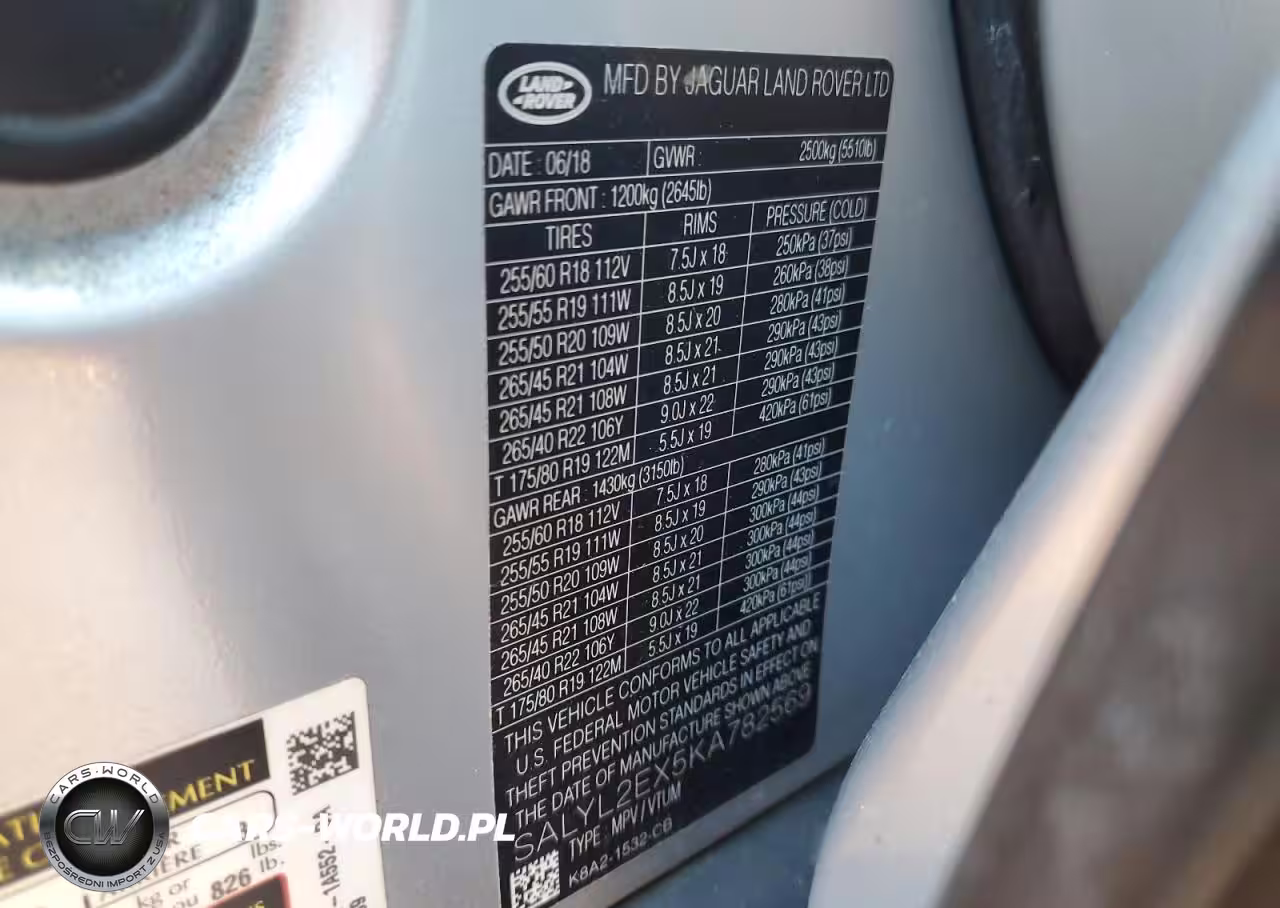 LAND ROVER
MFD BY JAGUAR LAND ROVER LTD
DATE : 06/18 GVWR : 2500kg (5510lb)
GAWR FRONT : 1200kg (2645lb)
TIRES RIMS PRESSURE (COLD)
255/60 R18 112V 7.5J x 18 250kPa (37psi)
255/55 R19 111W 8.5J x 19 260kPa (38psi)
255/50 R20 109W 8.5J x 20 280kPa (41psi)
265/45 R21 104W 8.5J x 21 290kPa (43psi)
265/45 R21 108W 8.5J x 21 290kPa (43psi)
265/40 R22 106Y 9.0J x 22 290kPa (43psi)
T 175/80 R19 122M 5.5J x 19 420kPa (61psi)
GAWR REAR : 1430kg (3150lb)
255/60 R18 112V 7.5J x 18 280kPa (41psi)
255/55 R19 111W 8.5J x 19 290kPa (43psi)
255/50 R20 109W 8.5J x 20 300kPa (44psi)
265/45 R21 104W 8.5J x 21 300kPa (44psi)
265/45 R21 108W 8.5J x 21 300kPa (44psi)
265/40 R22 106Y 9.0J x 22 300kPa (44psi)
T 175/80 R19 122M 5.5J x 19 420kPa (61psi)
THIS VEHICLE CONFORMS TO ALL APPLICABLE
U.S. FEDERAL MOTOR VEHICLE SAFETY AND
THEFT PREVENTION STANDARDS IN EFFECT ON
THE DATE OF MANUFACTURE SHOWN ABOVE
SALYL2EX5KA782569
TYPE : MPV / VTUM
K8A2-1532-CB
kg or lbs.
ou 826 lb.
-1A552-
CARS-WORLD
CW
BEZPOŚREDNI IMPORT Z USA
CARS-WORLD.PL